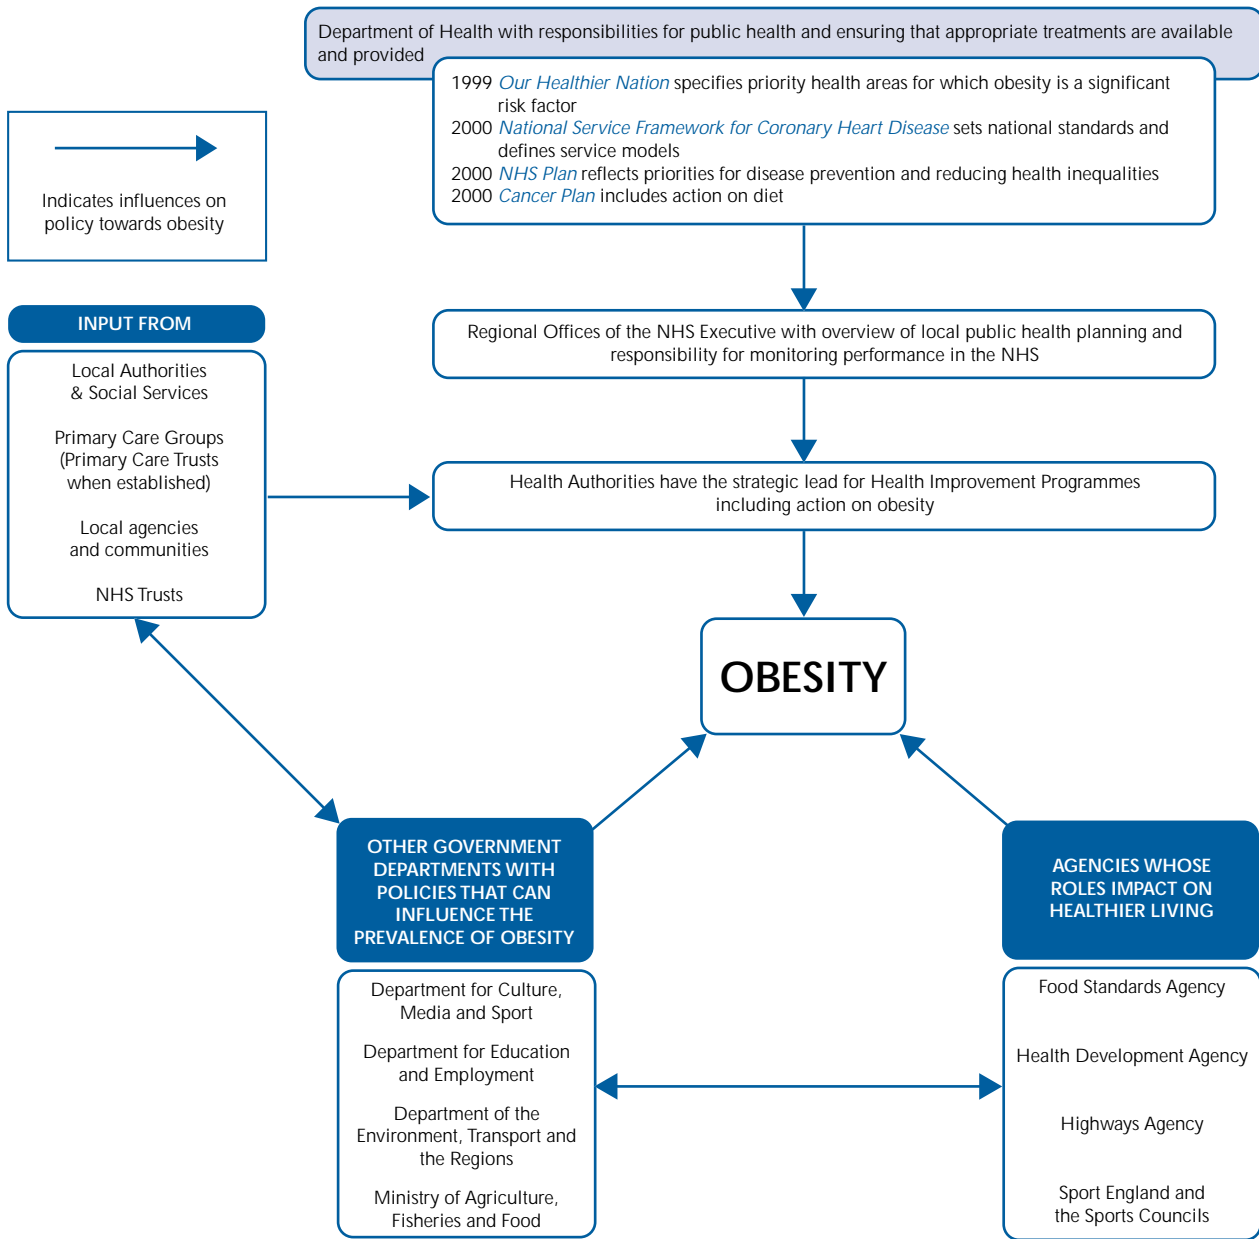 Department of Health with responsibilities for public health and ensuring that appropriate treatments are available
and provided
1999 Our Healthier Nation specifies priority health areas for which obesity is a significant
risk factor
2000 National Service Framework for Coronary Heart Disease sets national standards and
defines service models
2000 NHS Plan reflects priorities for disease prevention and reducing health inequalities
2000 Cancer Plan includes action on diet
Indicates influences on
policy towards obesity
INPUT FROM
Local Authorities
& Social Services
Primary Care Groups
(Primary Care Trusts
when established)
Local agencies
and communities
NHS Trusts
Regional Offices of the NHS Executive with overview of local public health planning and
responsibility for monitoring performance in the NHS
Health Authorities have the strategic lead for Health Improvement Programmes
including action on obesity
OBESITY
OTHER GOVERNMENT
DEPARTMENTS WITH
POLICIES THAT CAN
INFLUENCE THE
PREVALENCE OF OBESITY
Department for Culture,
Media and Sport
Department for Education
and Employment
Department of the
Environment, Transport and
the Regions
Ministry of Agriculture,
Fisheries and Food
AGENCIES WHOSE
ROLES IMPACT ON
HEALTHIER LIVING
Food Standards Agency
Health Development Agency
Highways Agency
Sport England and
the Sports Councils